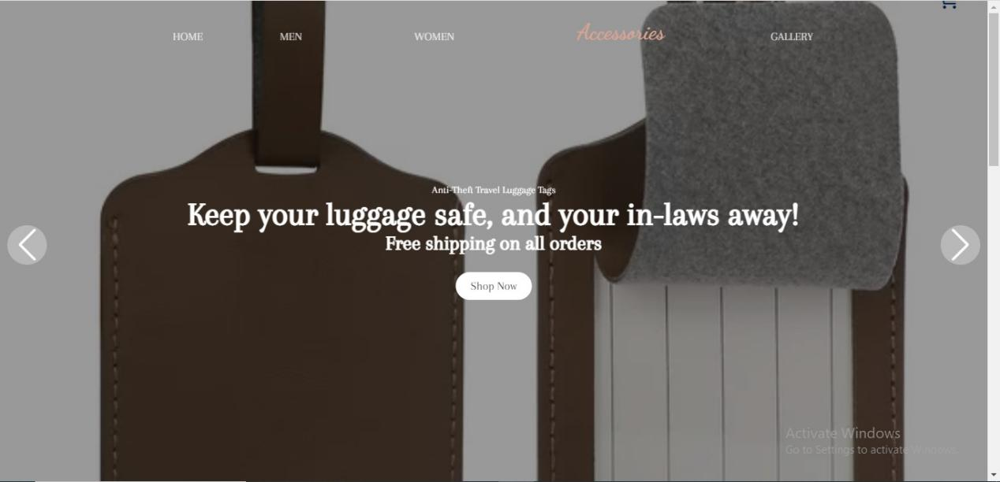 HOME MEN WOMEN Accessories GALLERY
Anti-Theft Travel Luggage Tags
Keep your luggage safe, and your in-laws away!
Free shipping on all orders
Shop Now
Activate Windows
Go to Settings to activate Windows.